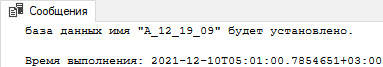 Сообщения
база данных имя "A_12_19_09" будет установлено.
Время выполнения: 2021-12-10T05:01:00.7854651+03:00